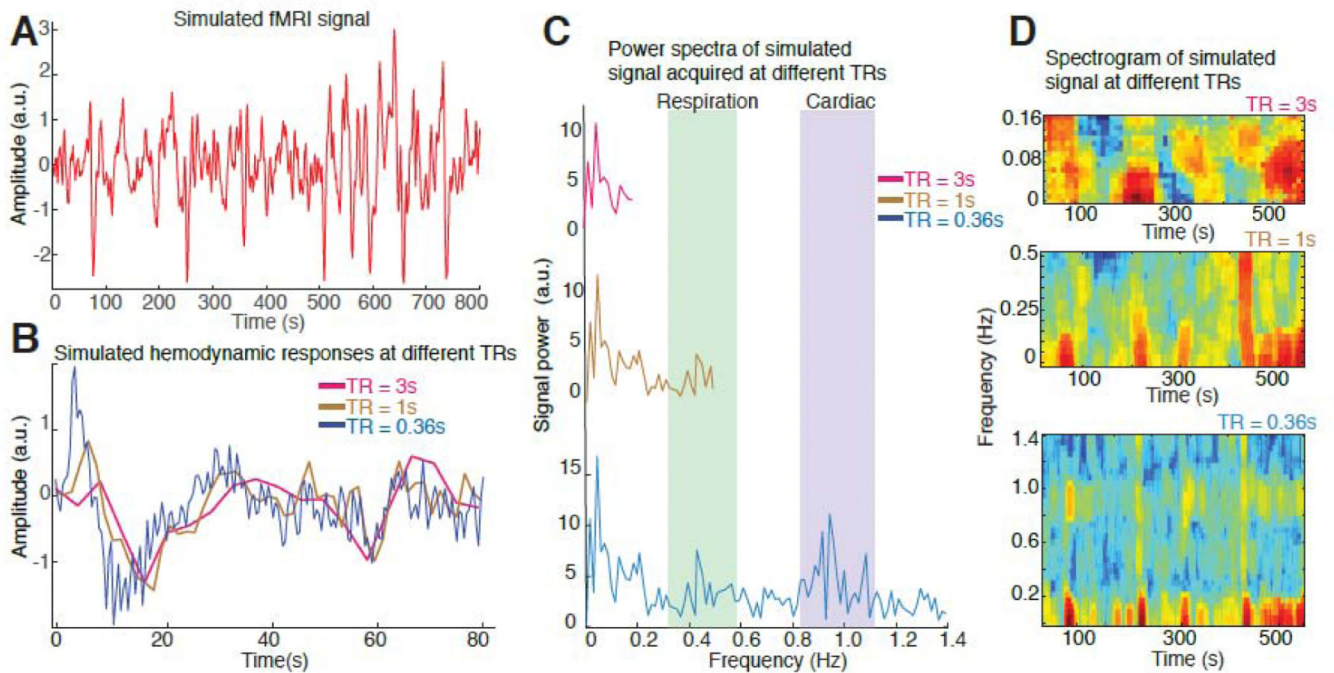 A
Simulated fMRI signal
Amplitude (a.u.)
3
2
1
0
-1
-2
0 100 200 300 400 500 600 700 800
Time (s)
B
Simulated hemodynamic responses at different TRs
TR = 3s
TR = 1s
TR = 0.36s
Amplitude (a.u.)
1
0
-1
0 20 40 60 80
Time(s)
C
Power spectra of simulated
signal acquired at different TRs
Respiration Cardiac
TR = 3s
TR = 1s
TR = 0.36s
Signal power (a.u.)
10
5
0
10
5
0
15
10
5
0
0 0.2 0.4 0.6 0.8 1.0 1.2 1.4
Frequency (Hz)
D
Spectrogram of simulated
signal at different TRs
TR = 3s
0.16
0.08
0
100 300 500
Time (s)
TR = 1s
0.5
0.25
0
100 300 500
Time (s)
TR = 0.36s
Frequency (Hz)
1.4
1.0
0.6
0.2
100 300 500
Time (s)